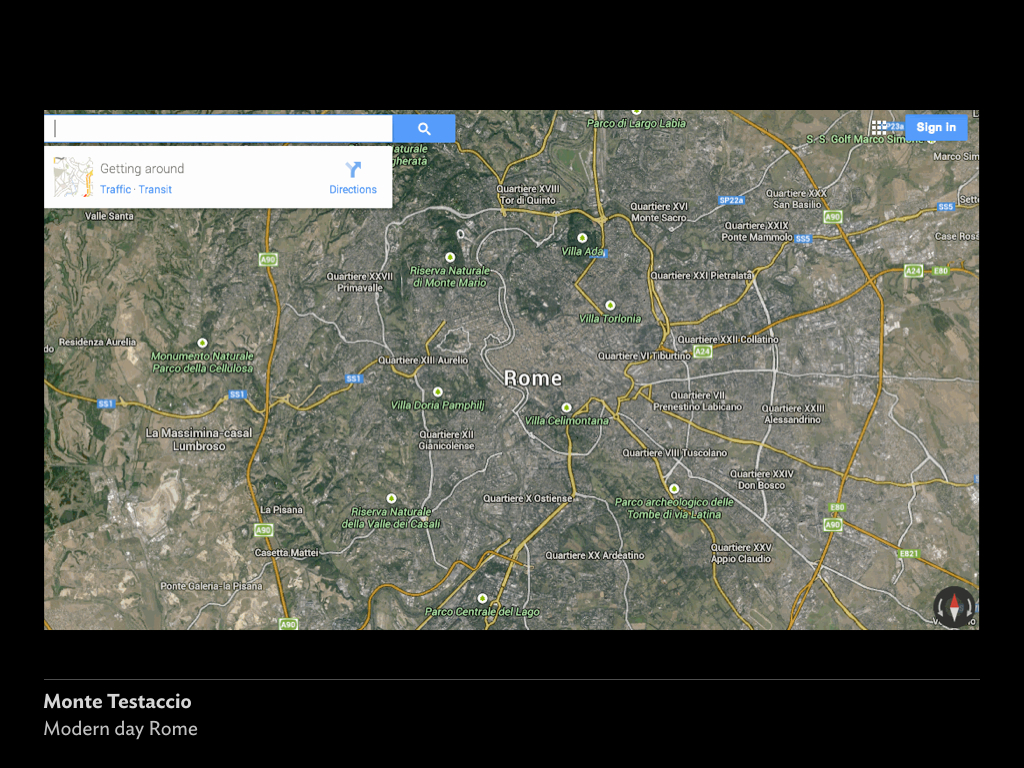 Parco di Largo Labia
P23a
Sign in
S. S. Golf Marco Simone
Getting around
Traffic · Transit
Directions
aturale
gherata
Marco Sim
Quartiere XVIII
Tor di Quinto
Quartiere XXX
San Basilio
SP22a
Sette
Valle Santa
Quartiere XVI
Monte Sacro
A90
SS5
Quartiere XXIX
Ponte Mammolo
SS5
Case Ross
Villa Ada
A90
Riserva Naturale
di Monte Mario
Quartiere XXVII
Primavalle
Quartiere XXI Pietralata
A24
E80
Villa Torlonia
do
Residenza Aurelia
Monumento Naturale
Parco della Cellulosa
Quartiere XIII Aurelio
Quartiere XXII Collatino
Quartiere VI Tiburtino
A24
Rome
SS1
SS1
SS1
Villa Doria Pamphilj
Villa Celimontana
Quartiere VII
Prenestino Labicano
Quartiere XXIII
Alessandrino
La Massimina-casal
Lumbroso
Quartiere XII
Gianicolense
Quartiere VIII Tuscolano
Quartiere XXIV
Don Bosco
Quartiere X Ostiense
Parco archeologico delle
Tombe di via Latina
La Pisana
Riserva Naturale
della Valle dei Casali
E80
A90
A90
Casetta Mattei
Quartiere XX Ardeatino
Quartiere XXV
Appio Claudio
E821
Ponte Galeria-la Pisana
Parco Centrale del Lago
A90
Monte Testaccio
Modern day Rome